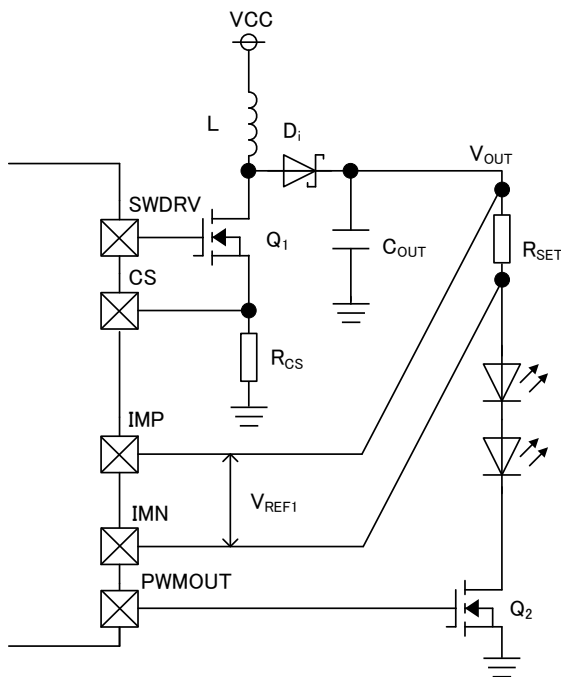 VCC
L
Di
VOUT
SWDRV
Q1
COUT
RSET
CS
RCS
IMP
VREF1
IMN
PWMOUT
Q2